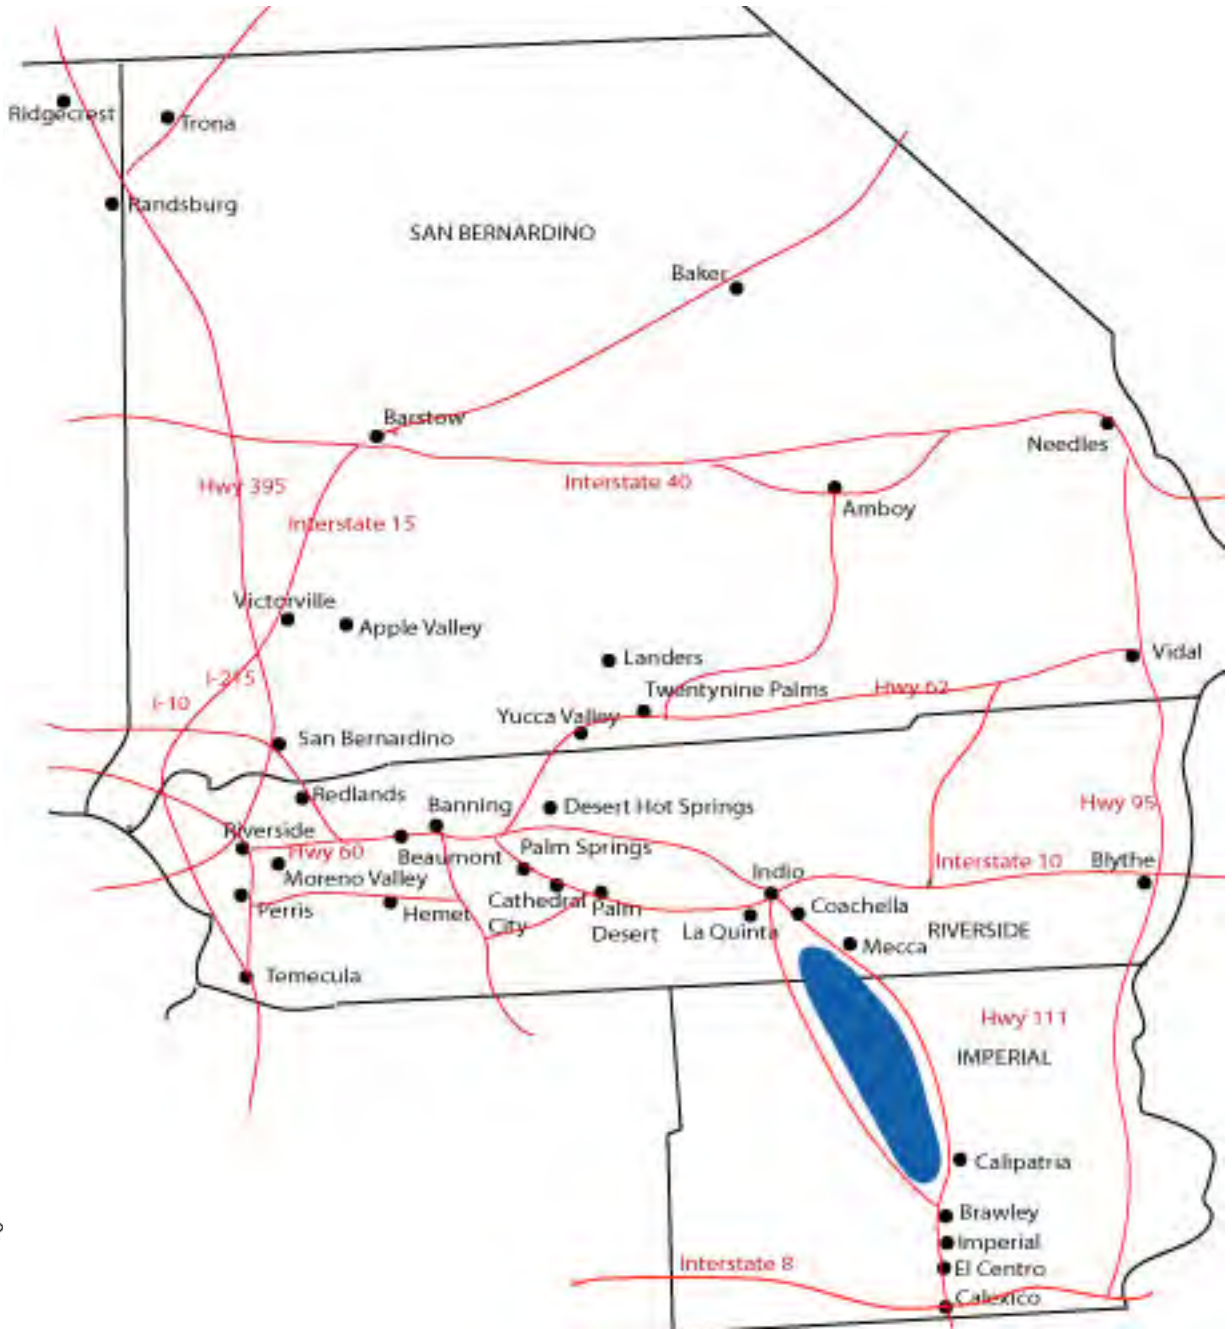 Ridgecrest
Trona
Randsburg
SAN BERNARDINO
Baker
Barstow
Needles
Hwy 395
Interstate 40
Amboy
Interstate 15
Victorville
Apple Valley
Landers
Vidal
I-215
Twentynine Palms
Hwy 62
I-10
Yucca Valley
San Bernardino
Redlands
Banning
Desert Hot Springs
Hwy 95
Riverside
Hwy 60
Beaumont
Palm Springs
Interstate 10
Blythe
Moreno Valley
Indio
Perris
Hemet
Cathedral
City
Palm
Desert
La Quinta
Coachella
RIVERSIDE
Mecca
Temecula
Hwy 111
IMPERIAL
Calipatria
Brawley
Imperial
Interstate 8
El Centro
Calexico